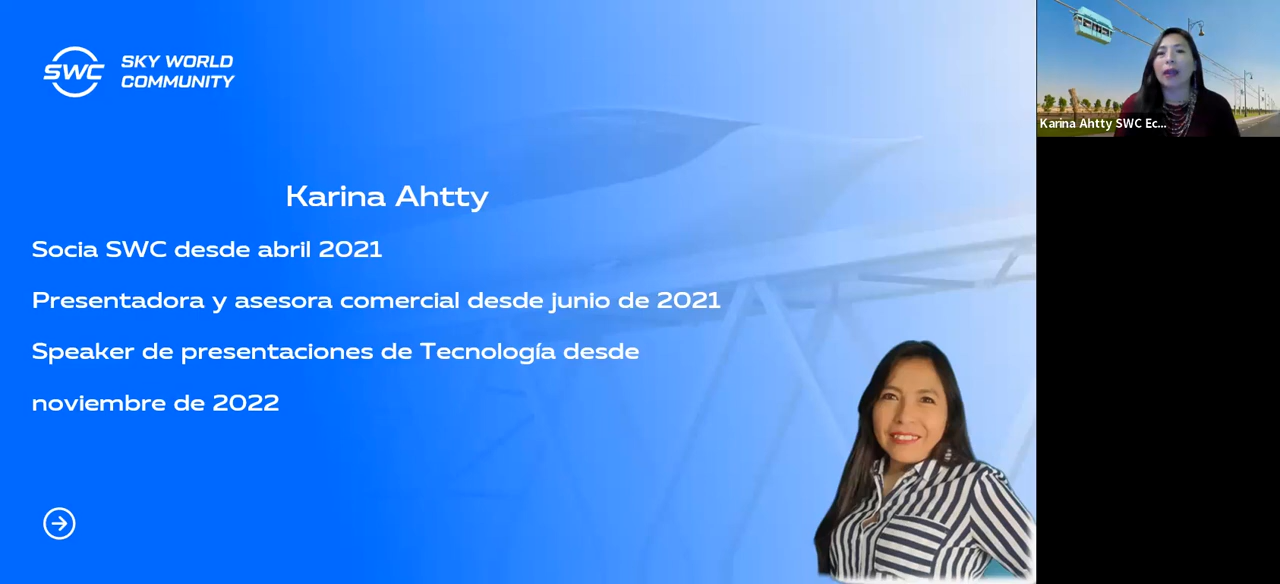 SWC
SKY WORLD
COMMUNITY
Karina Ahtty
Socia SWC desde abril 2021
Presentadora y asesora comercial desde junio de 2021
Speaker de presentaciones de Tecnología desde
noviembre de 2022
Karina Ahtty SWC Ec...